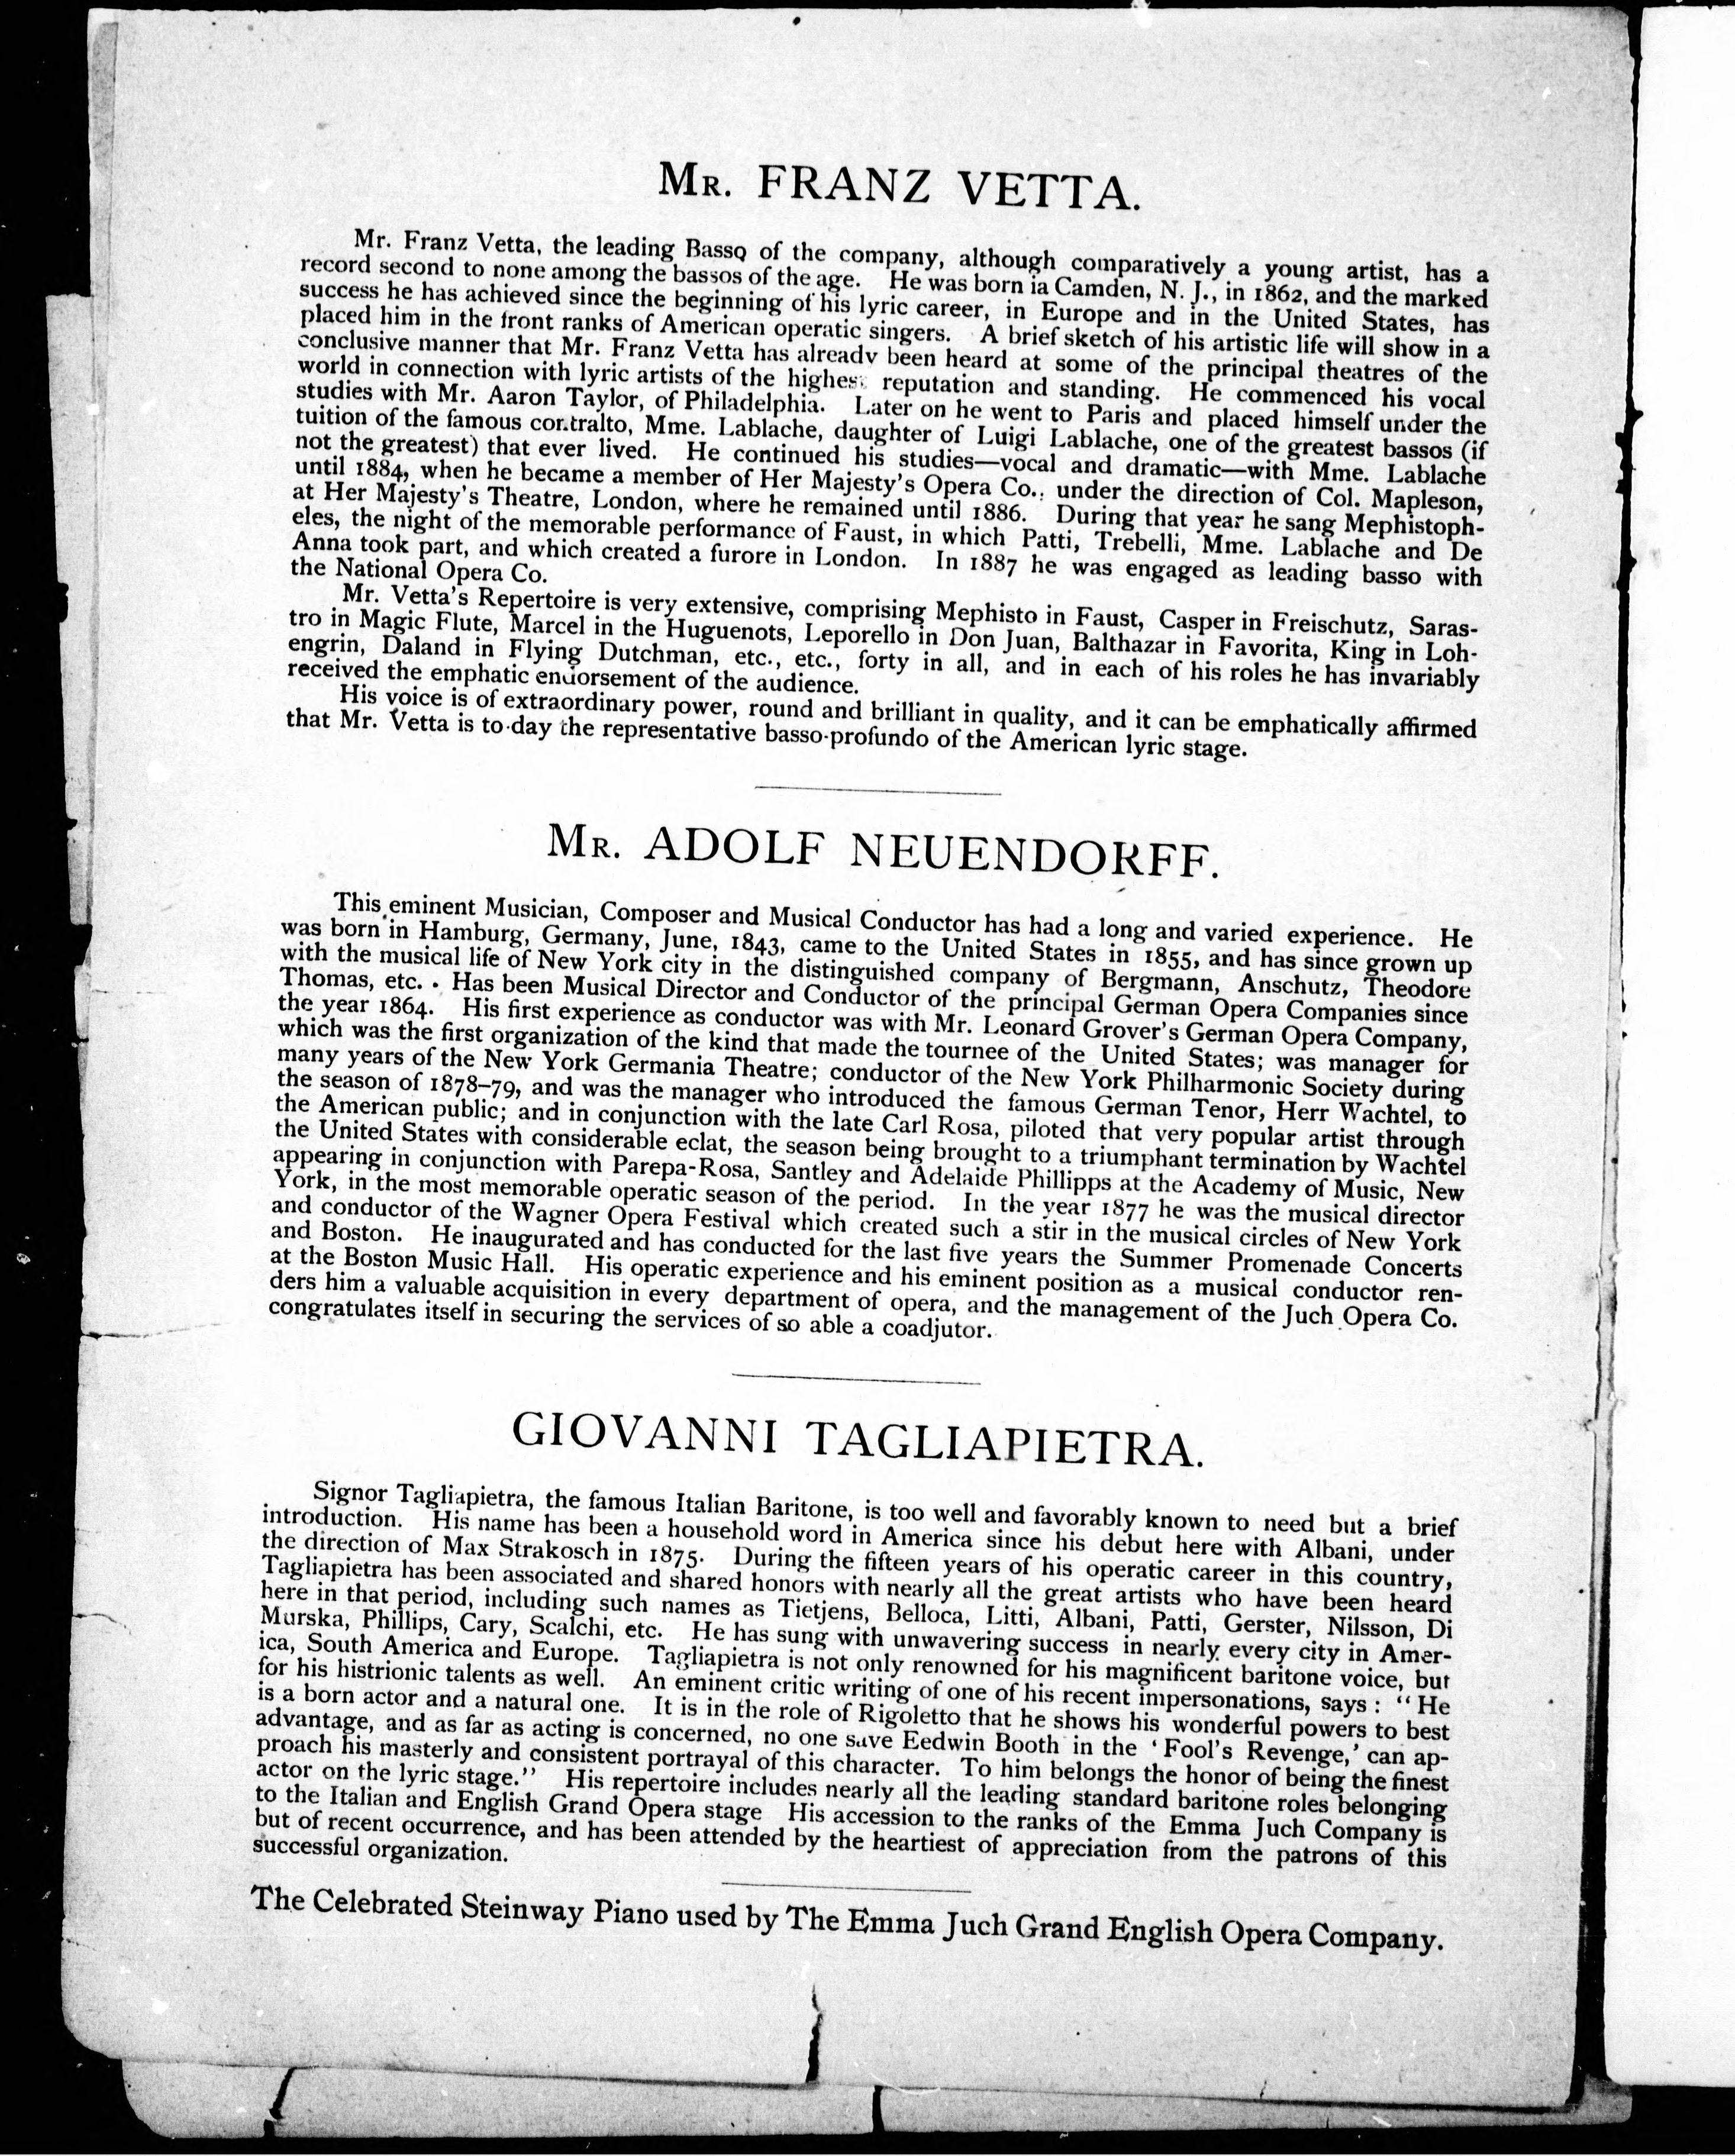 MR. FRANZ VETTA.
Mr. Franz Vetta, the leading Basso of the company, although comparatively a young artist, has a
record second to none among the bassos of the age. He was born ia Camden, N. J., in 1862, and the marked
success he has achieved since the beginning of his lyric career, in Europe and in the United States, has
placed him in the front ranks of American operatic singers. A brief sketch of his artistic life will show in a
conclusive manner that Mr. Franz Vetta has already been heard at some of the principal theatres of the
world in connection with lyric artists of the highest reputation and standing. He commenced his vocal
studies with Mr. Aaron Taylor, of Philadelphia. Later on he went to Paris and placed himself under the
tuition of the famous contralto, Mme. Lablache, daughter of Luigi Lablache, one of the greatest bassos (if
not the greatest) that ever lived. He continued his studies—vocal and dramatic—with Mme. Lablache
until 1884, when he became a member of Her Majesty's Opera Co., under the direction of Col. Mapleson,
at Her Majesty's Theatre, London, where he remained until 1886. During that year he sang Mephistoph-
eles, the night of the memorable performance of Faust, in which Patti, Trebelli, Mme. Lablache and De
Anna took part, and which created a furore in London. In 1887 he was engaged as leading basso with
the National Opera Co.
Mr. Vetta's Repertoire is very extensive, comprising Mephisto in Faust, Casper in Freischutz, Saras-
tro in Magic Flute, Marcel in the Huguenots, Leporello in Don Juan, Balthazar in Favorita, King in Loh-
engrin, Daland in Flying Dutchman, etc., etc., forty in all, and in each of his roles he has invariably
received the emphatic endorsement of the audience.
His voice is of extraordinary power, round and brilliant in quality, and it can be emphatically affirmed
that Mr. Vetta is to-day the representative basso-profundo of the American lyric stage.
MR. ADOLF NEUENDORFF.
This eminent Musician, Composer and Musical Conductor has had a long and varied experience. He
was born in Hamburg, Germany, June, 1843, came to the United States in 1855, and has since grown up
with the musical life of New York city in the distinguished company of Bergmann, Anschutz, Theodore
Thomas, etc. Has been Musical Director and Conductor of the principal German Opera Companies since
the year 1864. His first experience as conductor was with Mr. Leonard Grover's German Opera Company,
which was the first organization of the kind that made the tournee of the United States; was manager for
many years of the New York Germania Theatre; conductor of the New York Philharmonic Society during
the season of 1878-79, and was the manager who introduced the famous German Tenor, Herr Wachtel, to
the American public; and in conjunction with the late Carl Rosa, piloted that very popular artist through
the United States with considerable eclat, the season being brought to a triumphant termination by Wachtel
appearing in conjunction with Parepa-Rosa, Santley and Adelaide Phillipps at the Academy of Music, New
York, in the most memorable operatic season of the period. In the year 1877 he was the musical director
and conductor of the Wagner Opera Festival which created such a stir in the musical circles of New York
and Boston. He inaugurated and has conducted for the last five years the Summer Promenade Concerts
at the Boston Music Hall. His operatic experience and his eminent position as a musical conductor ren-
ders him a valuable acquisition in every department of opera, and the management of the Juch Opera Co.
congratulates itself in securing the services of so able a coadjutor.
GIOVANNI TAGLIAPIETRA.
Signor Tagliapietra, the famous Italian Baritone, is too well and favorably known to need but a brief
introduction. His name has been a household word in America since his debut here with Albani, under
the direction of Max Strakosch in 1875. During the fifteen years of his operatic career in this country,
Tagliapietra has been associated and shared honors with nearly all the great artists who have been heard
here in that period, including such names as Tietjens, Belloca, Litti, Albani, Patti, Gerster, Nilsson, Di
Murska, Phillips, Cary, Scalchi, etc. He has sung with unwavering success in nearly every city in Amer-
ica, South America and Europe. Tagliapietra is not only renowned for his magnificent baritone voice, but
for his histrionic talents as well. An eminent critic writing of one of his recent impersonations, says: "He
is a born actor and a natural one. It is in the role of Rigoletto that he shows his wonderful powers to best
advantage, and as far as acting is concerned, no one save Eedwin Booth in the 'Fool's Revenge,' can ap-
proach his masterly and consistent portrayal of this character. To him belongs the honor of being the finest
actor on the lyric stage." His repertoire includes nearly all the leading standard baritone roles belonging
to the Italian and English Grand Opera stage His accession to the ranks of the Emma Juch Company is
but of recent occurrence, and has been attended by the heartiest of appreciation from the patrons of this
successful organization.
The Celebrated Steinway Piano used by The Emma Juch Grand English Opera Company.